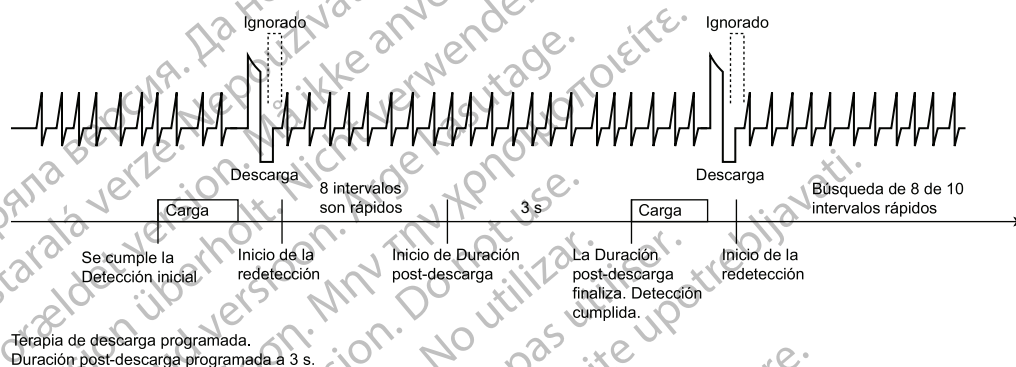 Ignorado
Ignorado
Descarga
Descarga
8 intervalos
son rápidos
3 s
Búsqueda de 8 de 10
intervalos rápidos
Carga
Carga
Se cumple la
Detección inicial
Inicio de la
redetección
Inicio de Duración
post-descarga
La Duración
post-descarga
finaliza. Detección
cumplida.
Inicio de la
redetección
Terapia de descarga programada.
Duración post-descarga programada a 3 s.